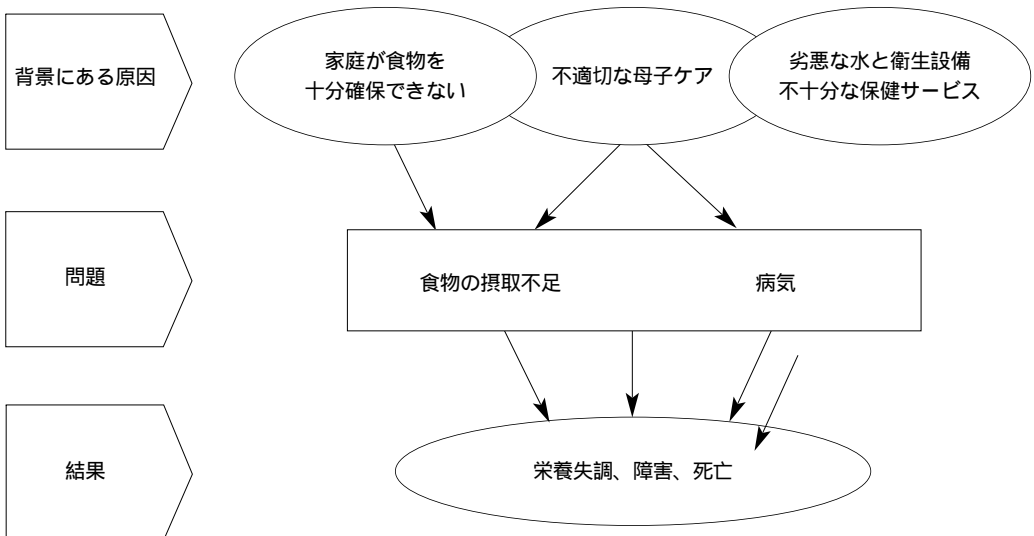 背景にある原因
家庭が食物を
十分確保できない
不適切な母子ケア
劣悪な水と衛生設備
不十分な保健サービス
問題
食物の摂取不足
病気
結果
栄養失調、障害、死亡